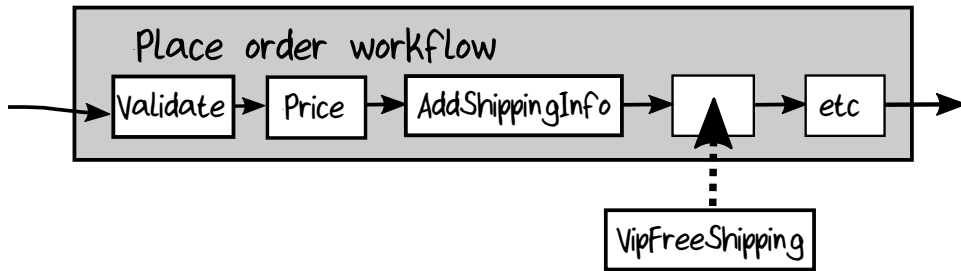 Place order workflow
Validate
Price
AddShippingInfo
etc
VipFreeShipping